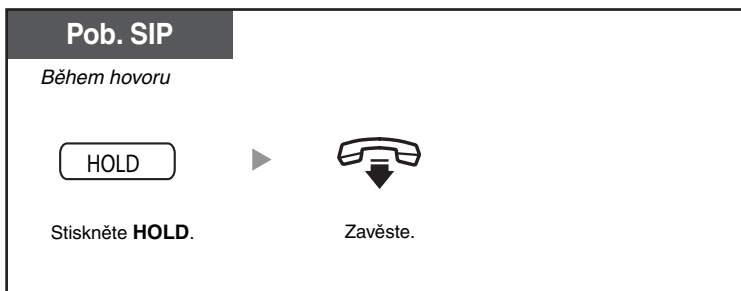 Pob. SIP
Během hovoru
HOLD
Stiskněte HOLD.
Zavěste.